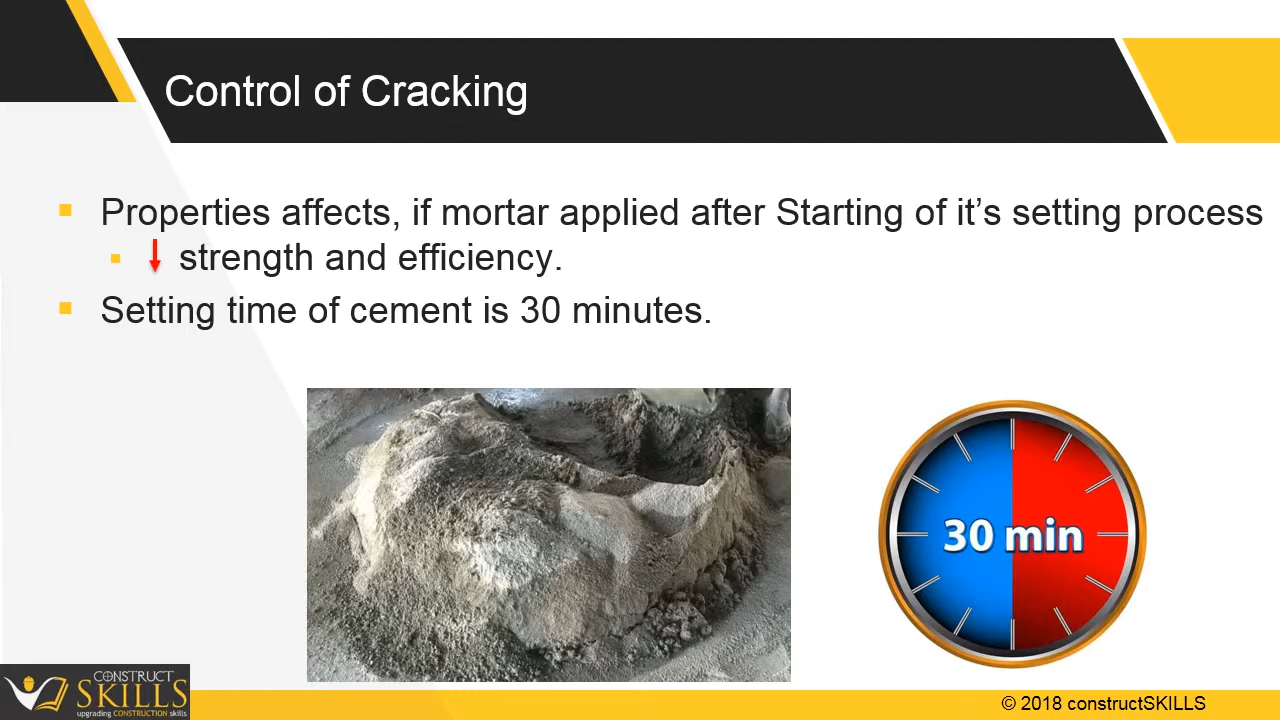 Control of Cracking
Properties affects, if mortar applied after Starting of it’s setting process
strength and efficiency.
Setting time of cement is 30 minutes.
30 min
CONSTRUCT
SKILLS
upgrading CONSTRUCTION skills
© 2018 constructSKILLS